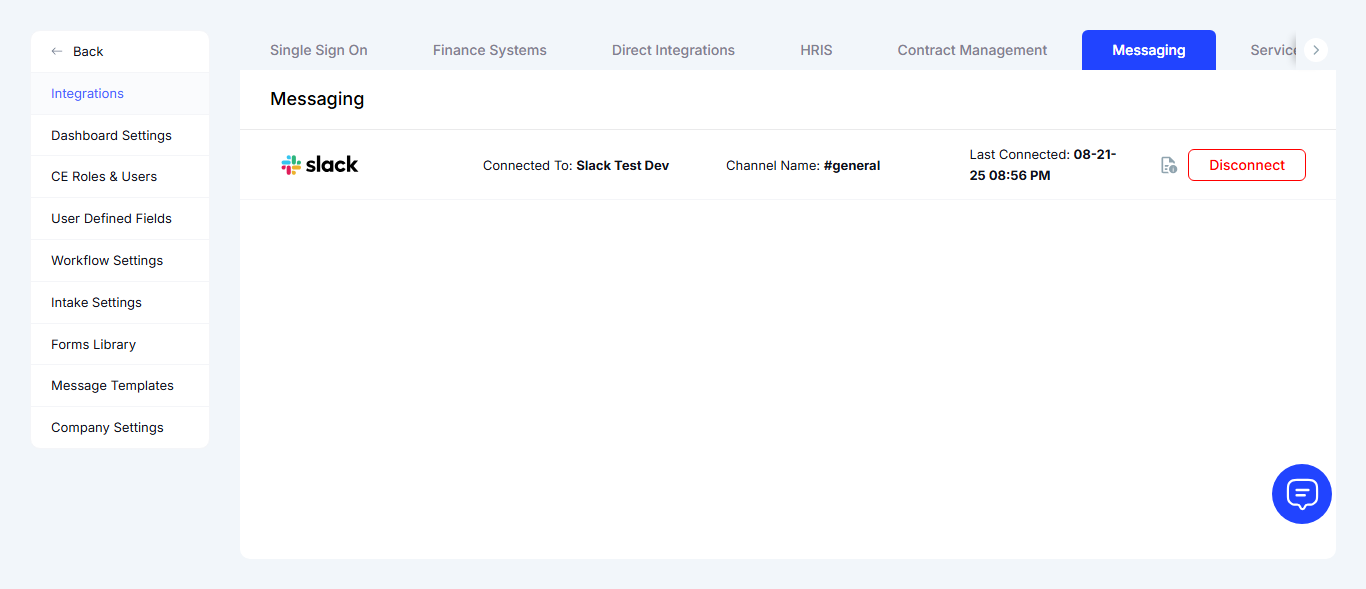 Back
Integrations
Dashboard Settings
CE Roles & Users
User Defined Fields
Workflow Settings
Intake Settings
Forms Library
Message Templates
Company Settings
Single Sign On
Finance Systems
Direct Integrations
HRIS
Contract Management
Messaging
Service
Messaging
slack
Connected To: Slack Test Dev
Channel Name: #general
Last Connected: 08-21-
25 08:56 PM
Disconnect